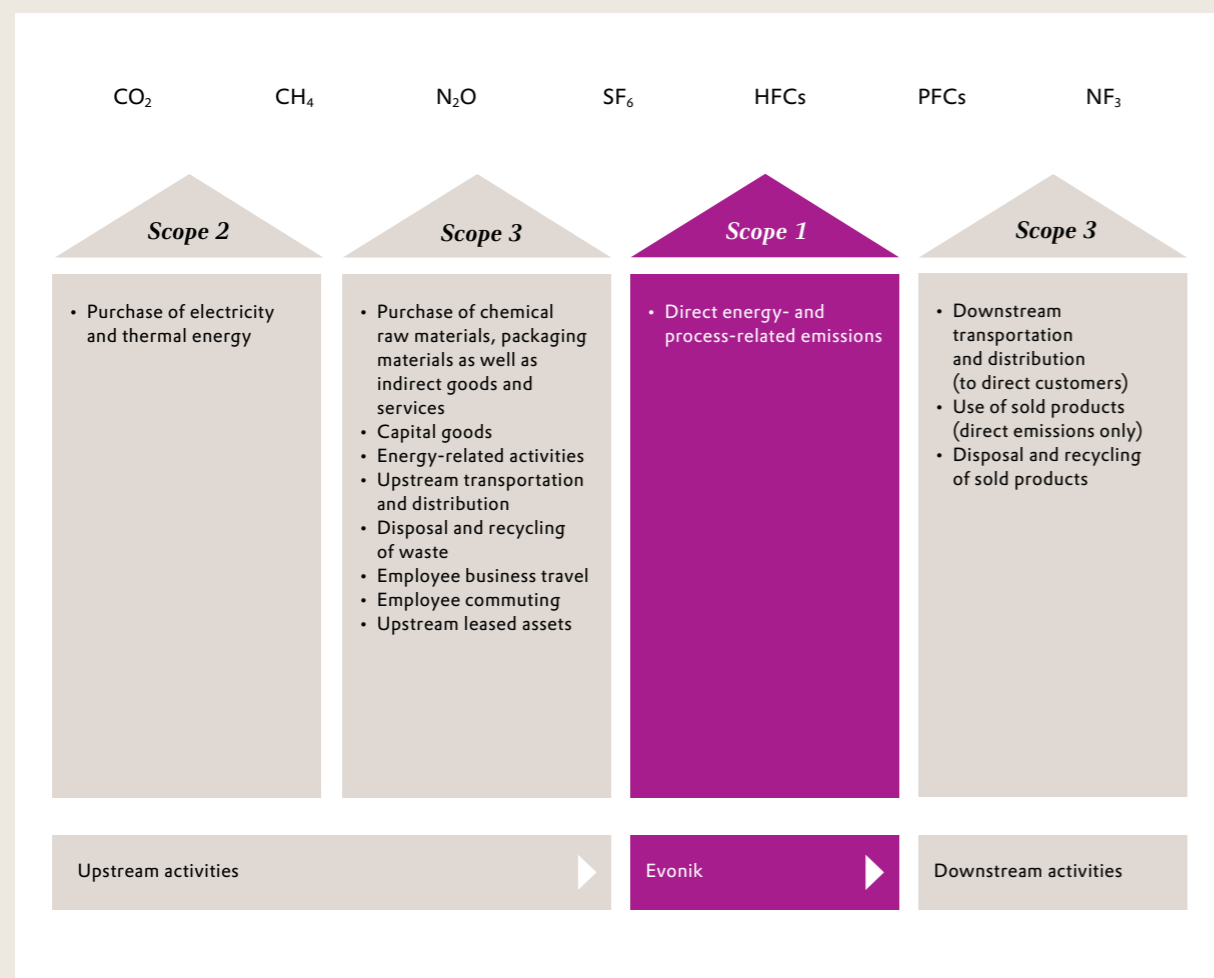 CO₂ CH₄ N₂O SF₆ HFCs PFCs NF₃
Scope 2
• Purchase of electricity
and thermal energy
Scope 3
• Purchase of chemical
raw materials, packaging
materials as well as
indirect goods and
services
• Capital goods
• Energy-related activities
• Upstream transportation
and distribution
• Disposal and recycling
of waste
• Employee business travel
• Employee commuting
• Upstream leased assets
Scope 1
• Direct energy- and
process-related emissions
Scope 3
• Downstream
transportation
and distribution
(to direct customers)
• Use of sold products
(direct emissions only)
• Disposal and recycling
of sold products
Upstream activities
Evonik
Downstream activities